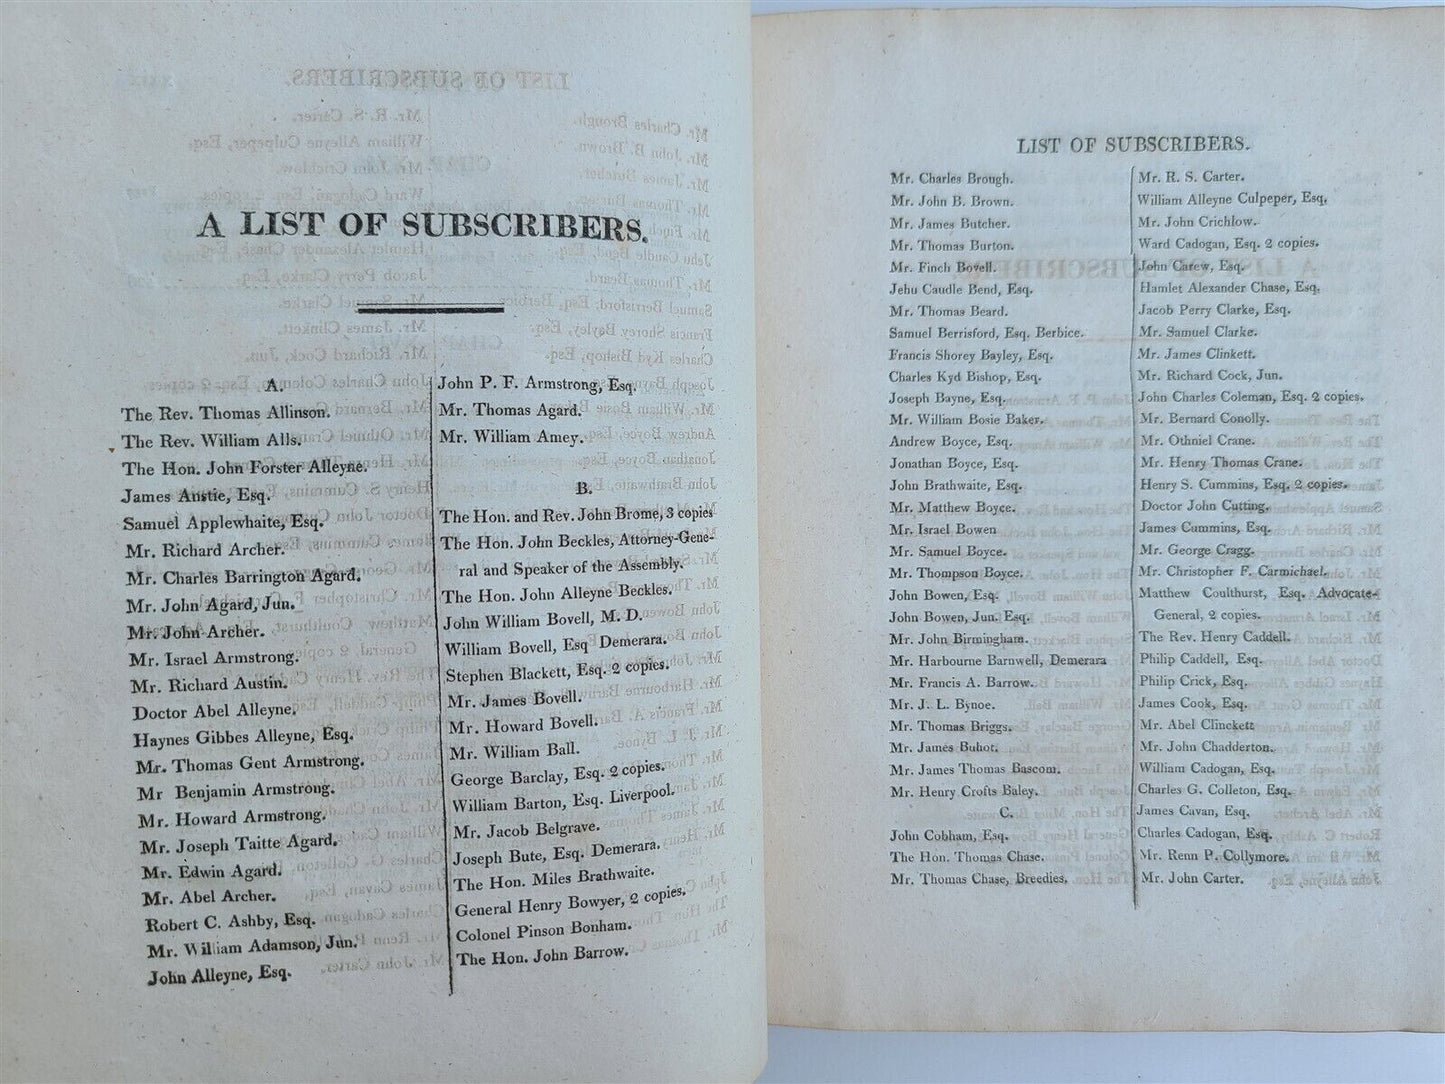 A LIST OF SUBSCRIBERS.
A.
The Rev. Thomas Allinson.
The Rev. William Alls.
The Hon. John Forster Alleyne.
James Anstie, Esq.
Samuel Applewhaite, Esq.
Mr. Richard Archer.
Mr. Charles Barrington Agard.
Mr. John Agard, Jun.
Mr. John Archer.
Mr. Israel Armstrong.
Mr. Richard Austin.
Doctor Abel Alleyne.
Haynes Gibbes Alleyne, Esq.
Mr. Thomas Gent Armstrong.
Mr Benjamin Armstrong.
Mr. Howard Armstrong.
Mr. Joseph Taitte Agard.
Mr. Edwin Agard.
Mr. Abel Archer.
Robert C. Ashby, Esq.
Mr. William Adamson, Jun.
John Alleyne, Esq.
John P. F. Armstrong, Esq.
Mr. Thomas Agard.
Mr. William Amey.
B.
The Hon. and Rev. John Brome, 3 copies
The Hon. John Beckles, Attorney-Gene-
ral and Speaker of the Assembly.
The Hon. John Alleyne Beckles.
John William Bovell, M. D.
William Bovell, Esq Demerara.
Stephen Blackett, Esq. 2 copies.
Mr. James Bovell.
Mr. Howard Bovell.
Mr. William Ball.
George Barclay, Esq. 2 copies.
William Barton, Esq. Liverpool.
Mr. Jacob Belgrave.
Joseph Bute, Esq. Demerara.
The Hon. Miles Brathwaite.
General Henry Bowyer, 2 copies.
Colonel Pinson Bonham.
The Hon. John Barrow.
LIST OF SUBSCRIBERS.
Mr. Charles Brough.
Mr. John B. Brown.
Mr. James Butcher.
Mr. Thomas Burton.
Mr. Finch Bovell.
Jehu Caudle Bend, Esq.
Mr. Thomas Beard.
Samuel Berrisford, Esq. Berbice.
Francis Shorey Bayley, Esq.
Charles Kyd Bishop, Esq.
Joseph Bayne, Esq.
Mr. William Bosie Baker.
Andrew Boyce, Esq.
Jonathan Boyce, Esq.
John Brathwaite, Esq.
Mr. Matthew Boyce.
Mr. Israel Bowen
Mr. Samuel Boyce.
Mr. Thompson Boyce.
John Bowen, Esq.
John Bowen, Jun. Esq.
Mr. John Birmingham.
Mr. Harbourne Barnwell, Demerara
Mr. Francis A. Barrow.
Mr. J. L. Bynoe.
Mr. Thomas Briggs.
Mr. James Buhot.
Mr. James Thomas Bascom.
Mr. Henry Crofts Baley.
C.
John Cobham, Esq.
The Hon. Thomas Chase.
Mr. Thomas Chase, Breedies.
Mr. R. S. Carter.
William Alleyne Culpeper, Esq.
Mr. John Crichlow.
Ward Cadogan, Esq. 2 copies.
John Carew, Esq.
Hamlet Alexander Chase, Esq.
Jacob Perry Clarke, Esq.
Mr. Samuel Clarke.
Mr. James Clinkett.
Mr. Richard Cock, Jun.
John Charles Coleman, Esq. 2 copies.
Mr. Bernard Conolly.
Mr. Othniel Crane.
Mr. Henry Thomas Crane.
Henry S. Cummins, Esq. 2 copies.
Doctor John Cutting.
James Cummins, Esq.
Mr. George Cragg.
Mr. Christopher F. Carmichael.
Matthew Coulthurst, Esq. Advocate-
General, 2 copies.
The Rev. Henry Caddell.
Philip Caddell, Esq.
Philip Crick, Esq.
James Cook, Esq.
Mr. Abel Clinckett
Mr. John Chadderton.
William Cadogan, Esq.
Charles G. Colleton, Esq.
James Cavan, Esq.
Charles Cadogan, Esq.
Mr. Renn P. Collymore.
Mr. John Carter.